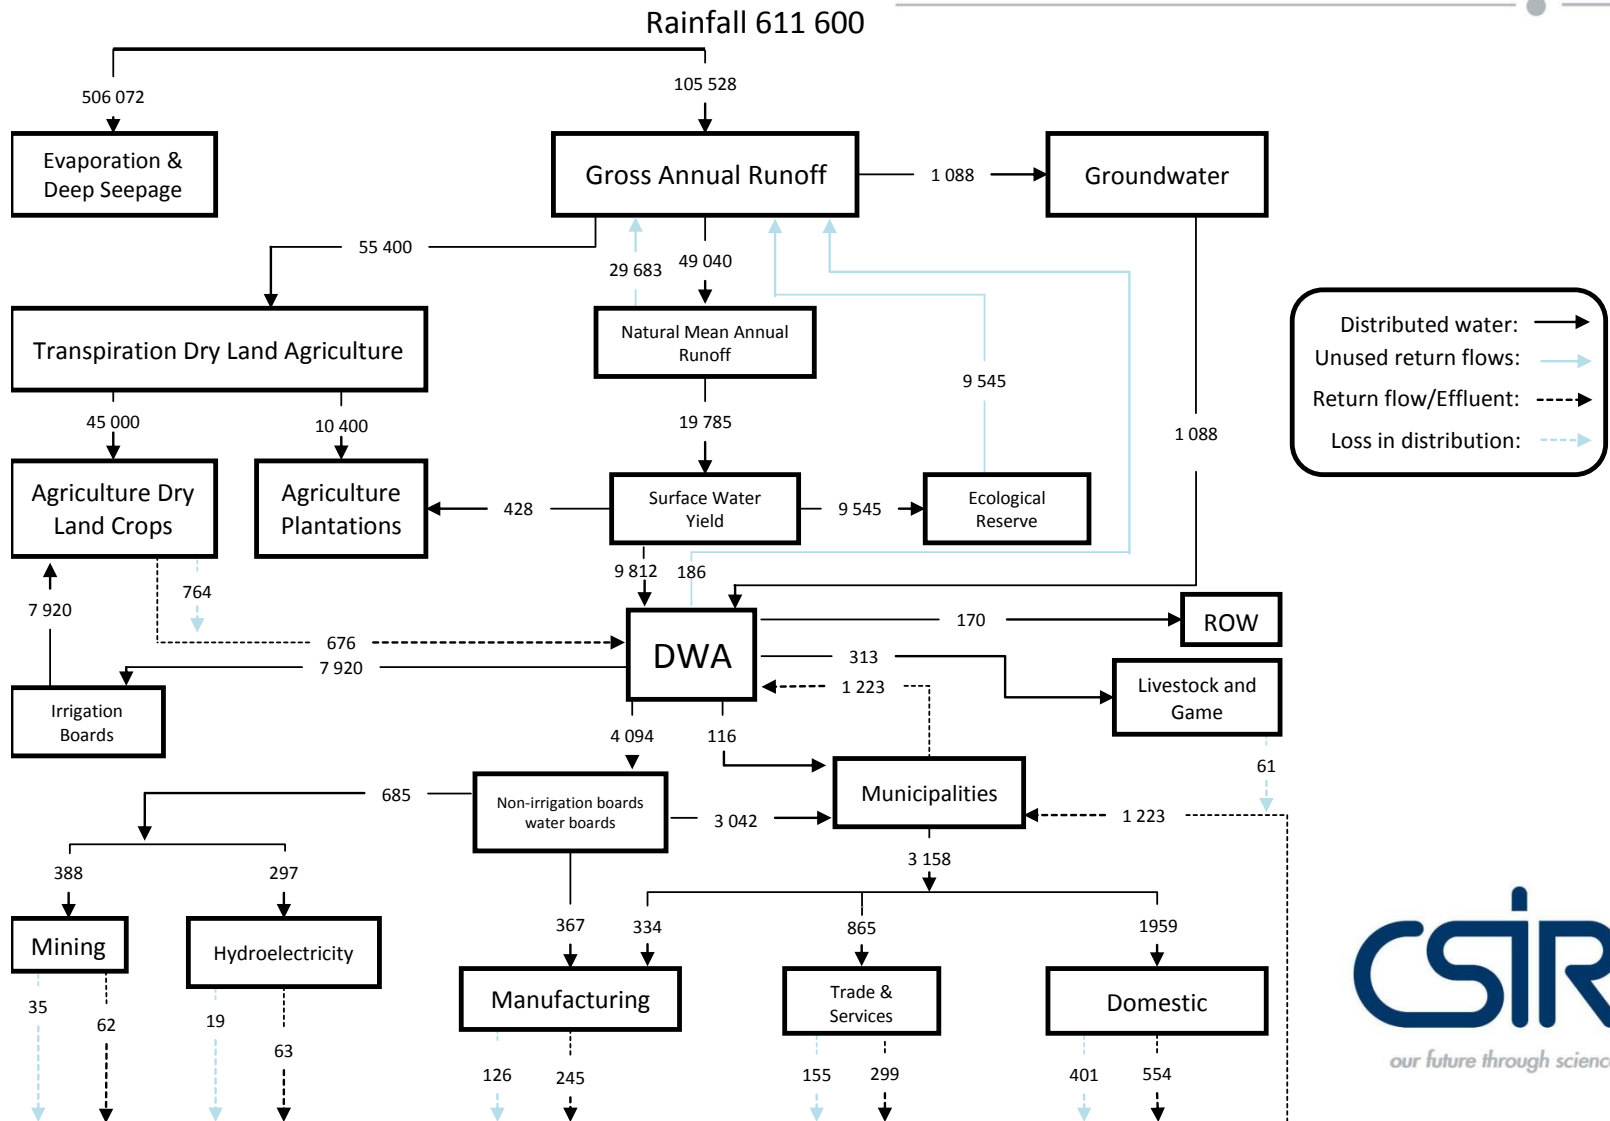 Rainfall 611 600
506 072
105 528
Evaporation &
Deep Seepage
Gross Annual Runoff
1 088
Groundwater
55 400
29 683
49 040
Transpiration Dry Land Agriculture
Natural Mean Annual
Runoff
9 545
Distributed water:
Unused return flows:
Return flow/Effluent:
Loss in distribution:
45 000
10 400
19 785
1 088
Agriculture Dry
Land Crops
Agriculture
Plantations
428
Surface Water
Yield
9 545
Ecological
Reserve
9 812
186
764
7 920
676
7 920
DWA
170
ROW
313
1 223
Livestock and
Game
Irrigation
Boards
4 094
116
61
685
Non-irrigation boards
water boards
3 042
Municipalities
1 223
3 158
388
297
367
334
865
1959
Mining
Hydroelectricity
Manufacturing
Trade &
Services
Domestic
35
62
19
63
126
245
155
299
401
554
CSIR
our future through science